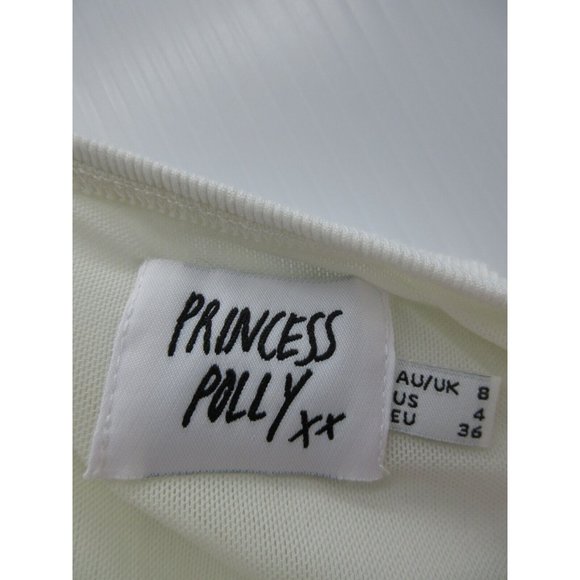 PRINCESS
POLLY xx
AU/UK 8
US 4
EU 36